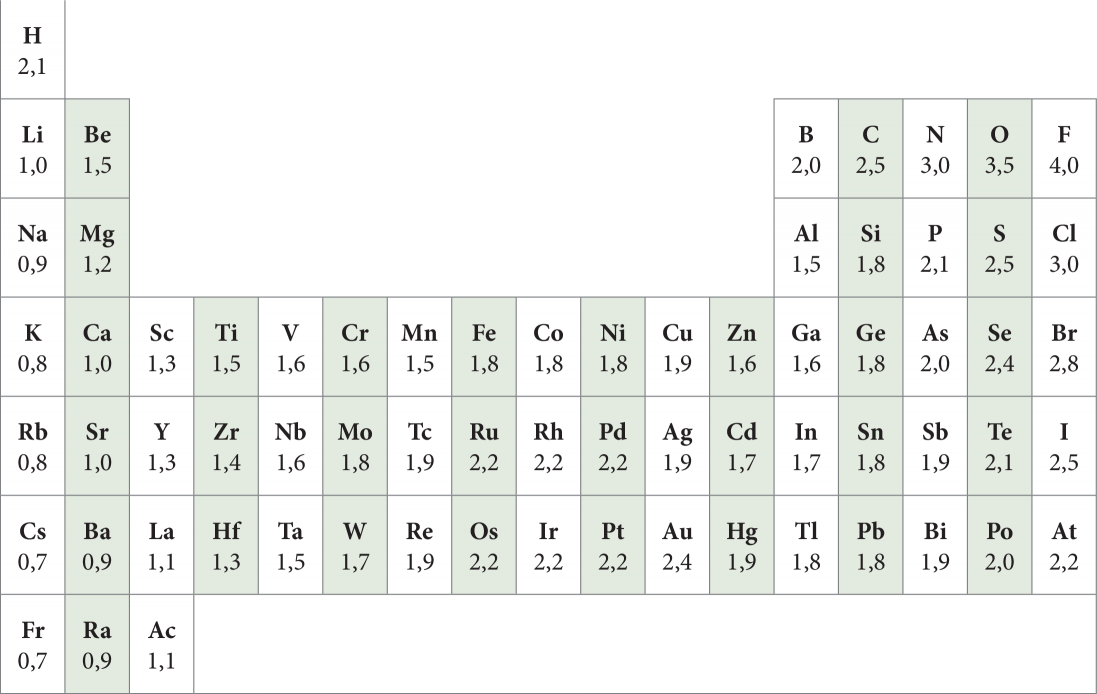 H
2,1
Li Be B C N O F
1,0 1,5 2,0 2,5 3,0 3,5 4,0
Na Mg Al Si P S Cl
0,9 1,2 1,5 1,8 2,1 2,5 3,0
K Ca Sc Ti V Cr Mn Fe Co Ni Cu Zn Ga Ge As Se Br
0,8 1,0 1,3 1,5 1,6 1,6 1,5 1,8 1,8 1,8 1,9 1,6 1,6 1,8 2,0 2,4 2,8
Rb Sr Y Zr Nb Mo Tc Ru Rh Pd Ag Cd In Sn Sb Te I
0,8 1,0 1,3 1,4 1,6 1,8 1,9 2,2 2,2 2,2 1,9 1,7 1,7 1,8 1,9 2,1 2,5
Cs Ba La Hf Ta W Re Os Ir Pt Au Hg Tl Pb Bi Po At
0,7 0,9 1,1 1,3 1,5 1,7 1,9 2,2 2,2 2,2 2,4 1,9 1,8 1,8 1,9 2,0 2,2
Fr Ra Ac
0,7 0,9 1,1